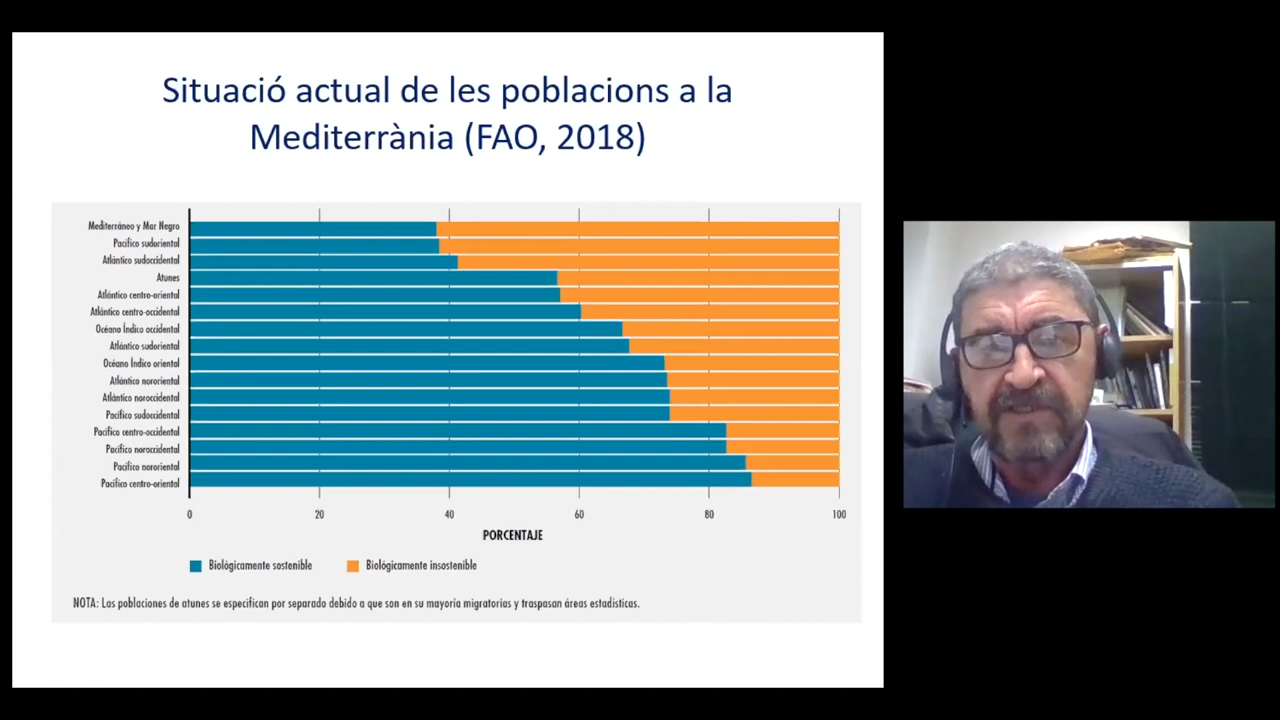 Situació actual de les poblacions a la
Mediterrània (FAO, 2018)
Mediterráneo y Mar Negro
Pacífico sudoriental
Atlántico sudoccidental
Atunes
Atlántico centro-oriental
Atlántico centro-occidental
Océano Índico occidental
Atlántico sudoriental
Océano Índico oriental
Atlántico nororiental
Atlántico noroccidental
Pacífico sudoccidental
Pacífico centro-occidental
Pacífico noroccidental
Pacífico nororiental
Pacífico centro-oriental
0 20 40 60 80 100
PORCENTAJE
Biológicamente sostenible Biológicamente insostenible
NOTA: Las poblaciones de atunes se especifican por separado debido a que son en su mayoría migratorias y traspasan áreas estadísticas.